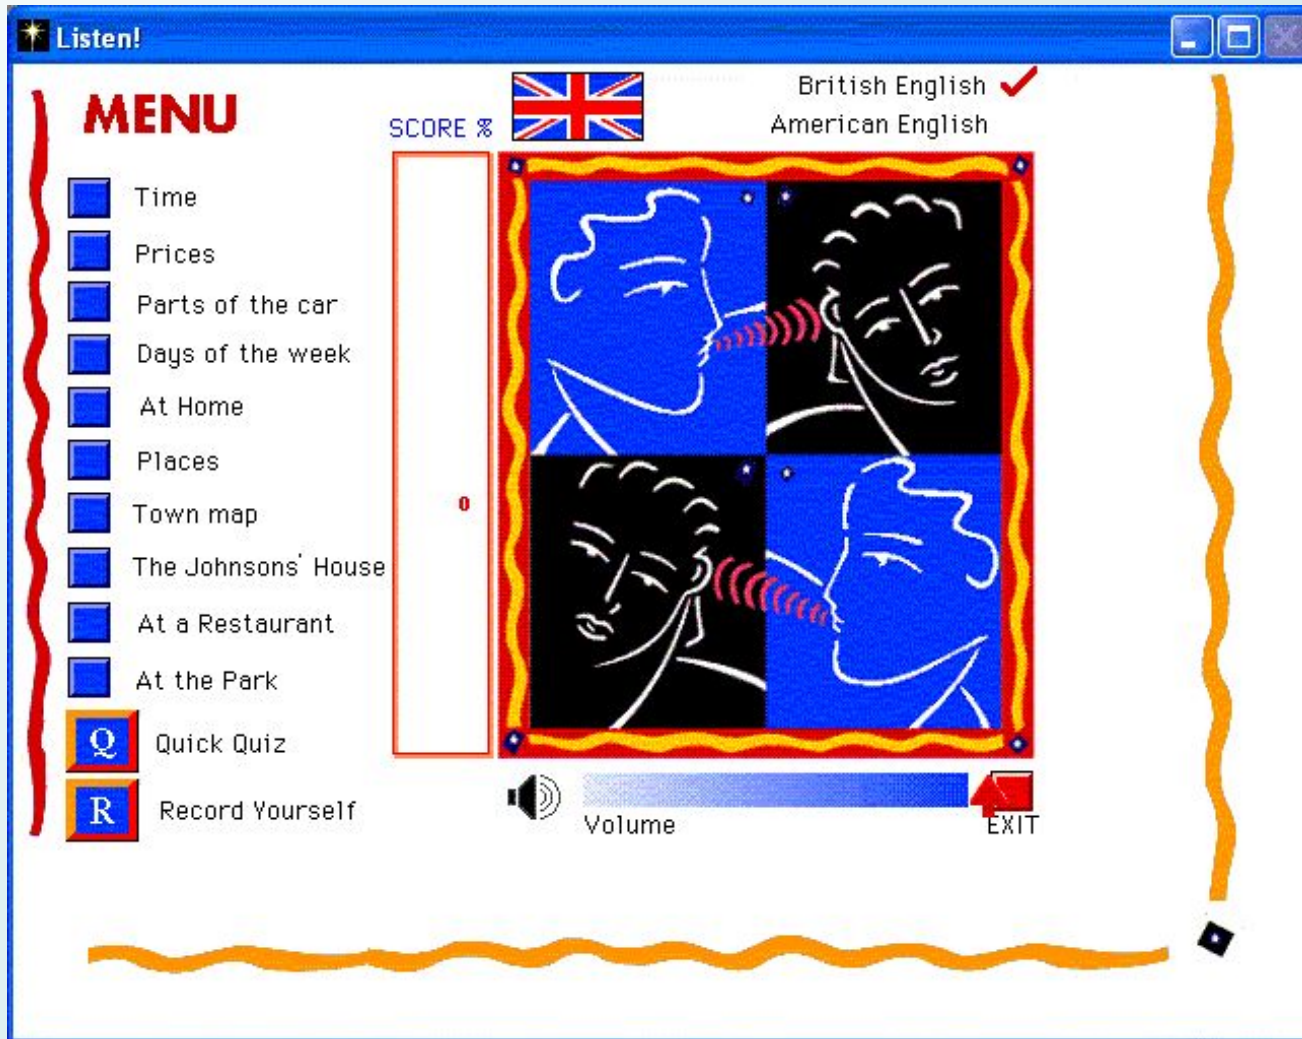 Listen!
MENU
British English
American English
SCORE %
Time
Prices
Parts of the car
Days of the week
At Home
Places
Town map
0
The Johnsons' House
At a Restaurant
At the Park
Q Quick Quiz
R Record Yourself
Volume
EXIT